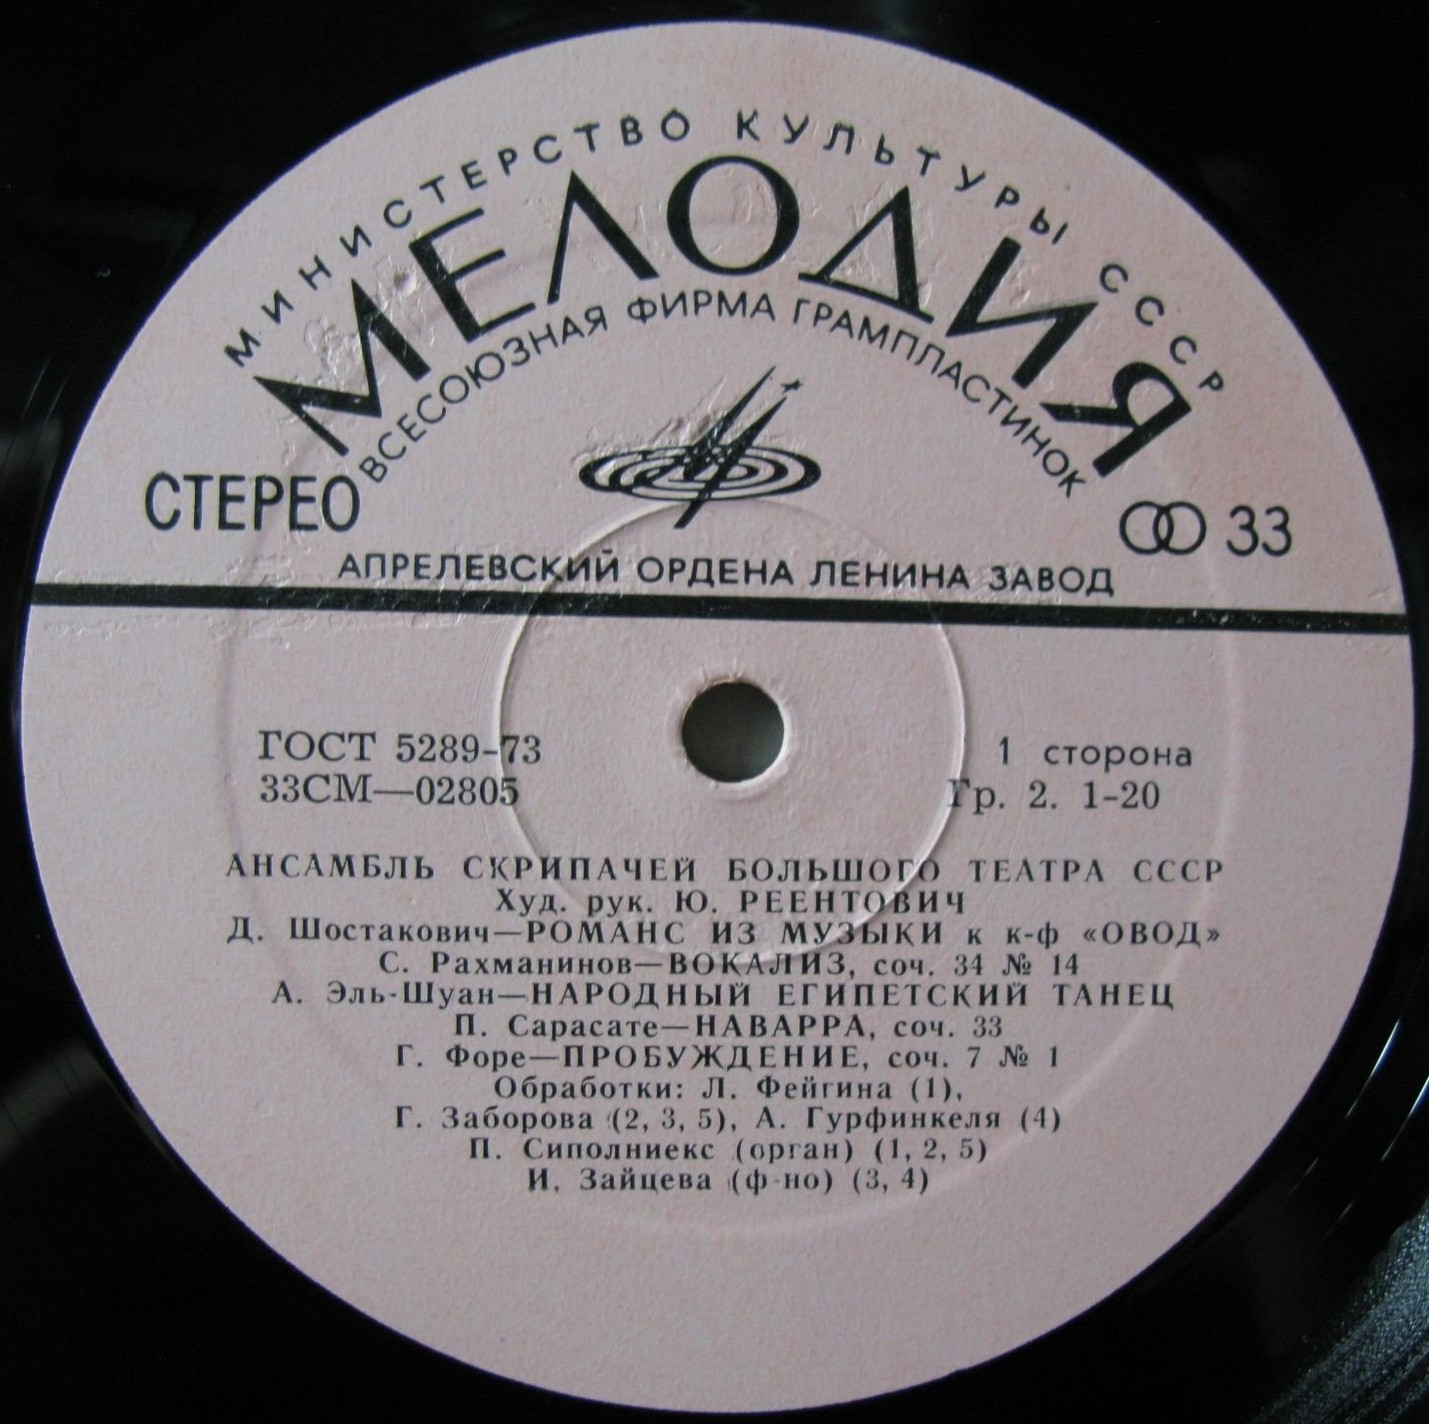 МИНИСТЕРСТВО КУЛЬТУРЫ СССР
МЕЛОДИЯ
ВСЕСОЮЗНАЯ ФИРМА ГРАМПЛАСТИНОК
СТЕРЕО
33
АПРЕЛЕВСКИЙ ОРДЕНА ЛЕНИНА ЗАВОД
ГОСТ 5289-73
1 сторона
33СМ—02805
Гр. 2. 1-20
АНСАМБЛЬ СКРИПАЧЕЙ БОЛЬШОГО ТЕАТРА СССР
Худ. рук. Ю. РЕЕНТОВИЧ
Д. Шостакович—РОМАНС ИЗ МУЗЫКИ к к-ф «ОВОД»
С. Рахманинов—ВОКАЛИЗ, соч. 34 № 14
А. Эль-Шуан—НАРОДНЫЙ ЕГИПЕТСКИЙ ТАНЕЦ
П. Сарасате—НАВАРРА, соч. 33
Г. Форе—ПРОБУЖДЕНИЕ, соч. 7 № 1
Обработки: Л. Фейгина (1),
Г. Заборова (2, 3, 5), А. Гурфинкеля (4)
П. Сиполниекс (орган) (1, 2, 5)
И. Зайцева (ф-но) (3, 4)